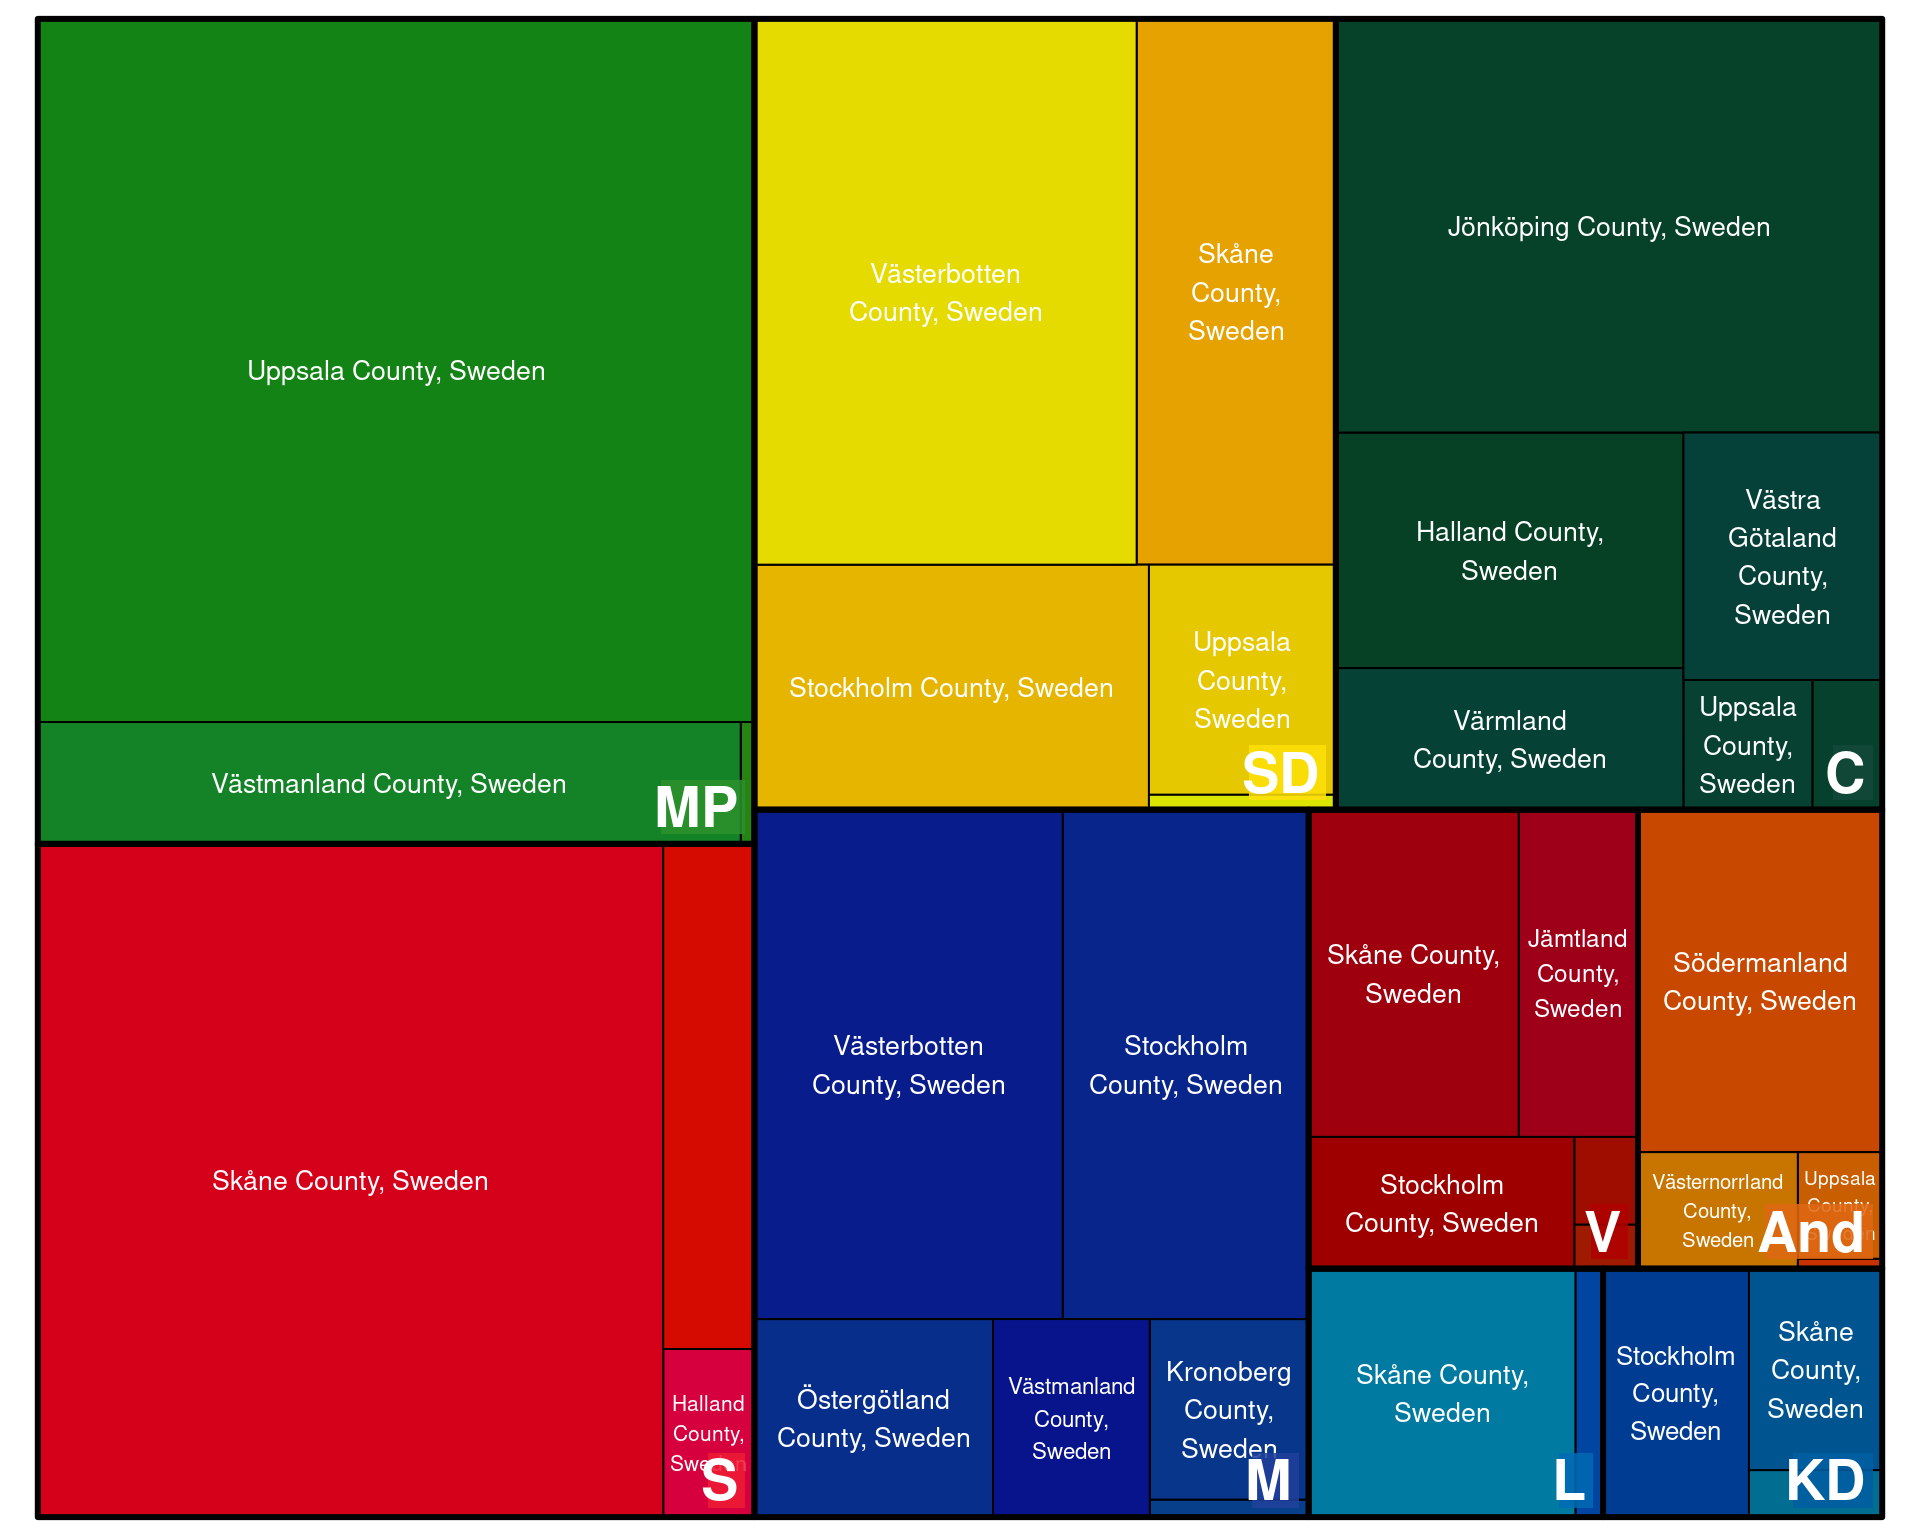 Uppsala County, Sweden
Västmanland County, Sweden
MP
Skåne County, Sweden
Halland
County,
Sweden
S
Västerbotten
County, Sweden
Skåne
County,
Sweden
Stockholm County, Sweden
Uppsala
County,
Sweden
SD
Jönköping County, Sweden
Halland County,
Sweden
Västra
Götaland
County,
Sweden
Värmland
County, Sweden
Uppsala
County,
Sweden
C
Västerbotten
County, Sweden
Stockholm
County, Sweden
Östergötland
County, Sweden
Västmanland
County,
Sweden
Kronoberg
County,
Sweden
M
Skåne County,
Sweden
Jämtland
County,
Sweden
Stockholm
County, Sweden
V
Södermanland
County, Sweden
Västernorrland
County,
Sweden
Uppsala
County,
Sweden
And
Skåne County,
Sweden
L
Stockholm
County,
Sweden
Skåne
County,
Sweden
KD